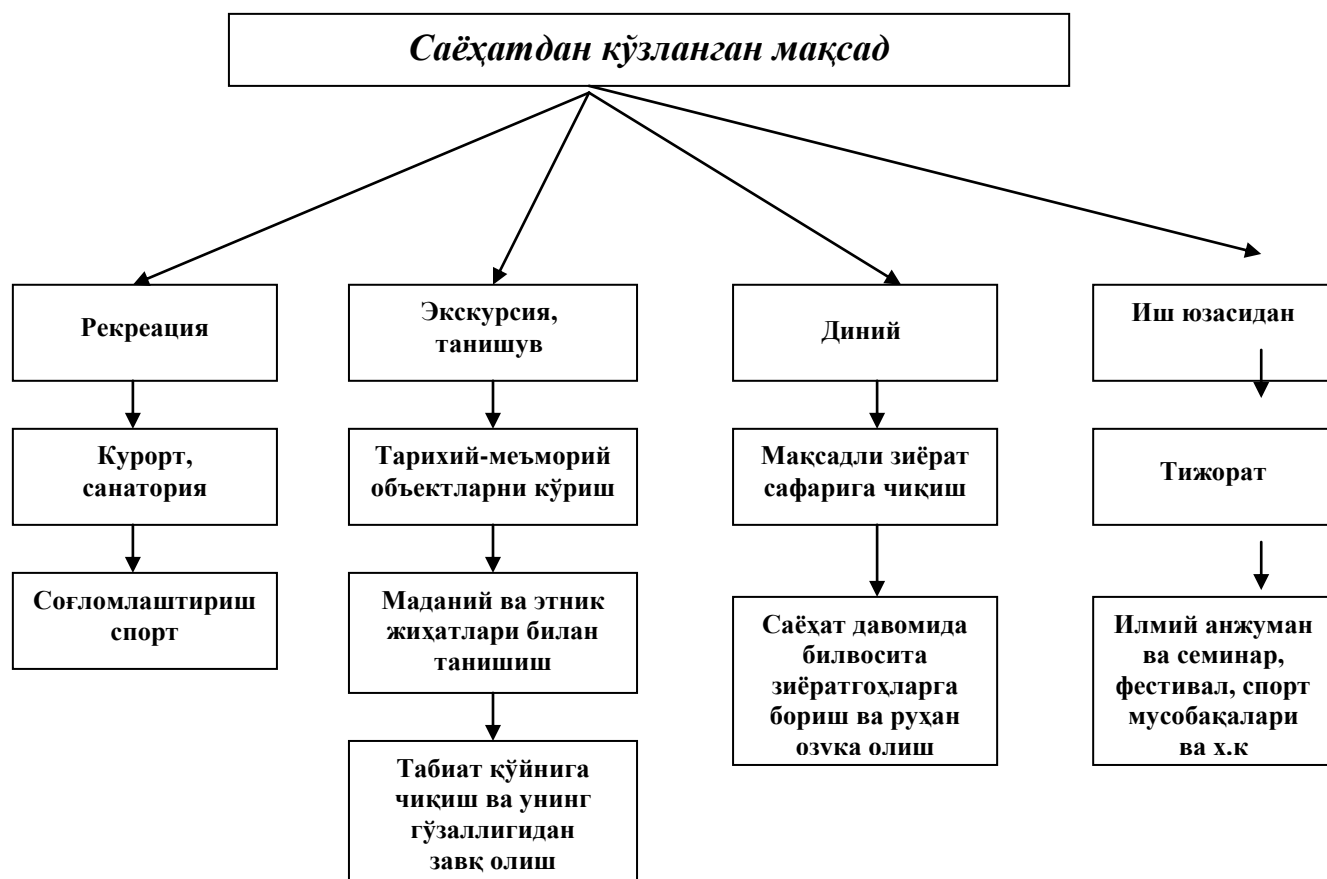 Саёҳатдан кўзланган мақсад
Рекреация
Экскурсия,
танишув
Диний
Иш юзасидан
Курорт,
санатория
Тарихий-меъморий
объектларни кўриш
Мақсадли зиёрат
сафарига чиқиш
Тижорат
Соғломлаштириш
спорт
Маданий ва этник
жиҳатлари билан
танишиш
Саёҳат давомида
билвосита
зиёратгоҳларга
бориш ва руҳан
озуқа олиш
Илмий анжуман
ва семинар,
фестивал, спорт
мусобақалари
ва ҳ.к
Табиат қўйнига
чиқиш ва унинг
гўзаллигидан
завқ олиш